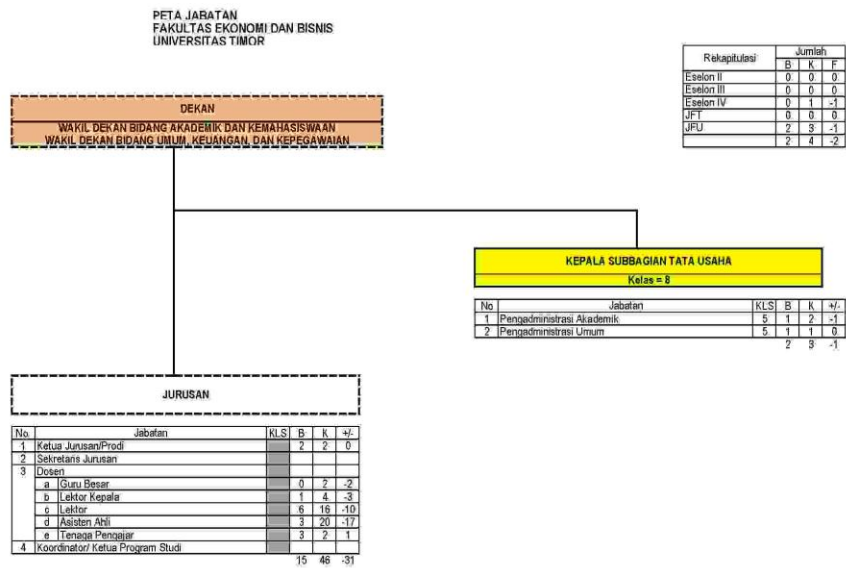 PETA JABATAN
FAKULTAS EKONOMI DAN BISNIS
UNIVERSITAS TIMOR
Rekapitulasi Jumlah
B K F
Eselon II 0 0 0
Eselon III 0 0 0
Eselon IV 0 1 -1
JFT 0 0 0
JFU 2 3 -1
2 4 -2
DEKAN
WAKIL DEKAN BIDANG AKADEMIK DAN KEMAHASISWAAN
WAKIL DEKAN BIDANG UMUM, KEUANGAN, DAN KEPEGAWAIAN
KEPALA SUBBAGIAN TATA USAHA
Kelas = 8
No Jabatan KLS B K +/-
1 Pengadministrasi Akademik 5 1 2 -1
2 Pengadministrasi Umum 5 1 1 0
2 3 -1
JURUSAN
No. Jabatan KLS B K +/-
1 Ketua Jurusan/Prodi 2 2 0
2 Sekretaris Jurusan
3 Dosen
a Guru Besar 0 2 -2
b Lektor Kepala 1 4 -3
c Lektor 6 16 -10
d Asisten Ahli 3 20 -17
e Tenaga Pengajar 3 2 1
4 Koordinator/ Ketua Program Studi
15 46 -31